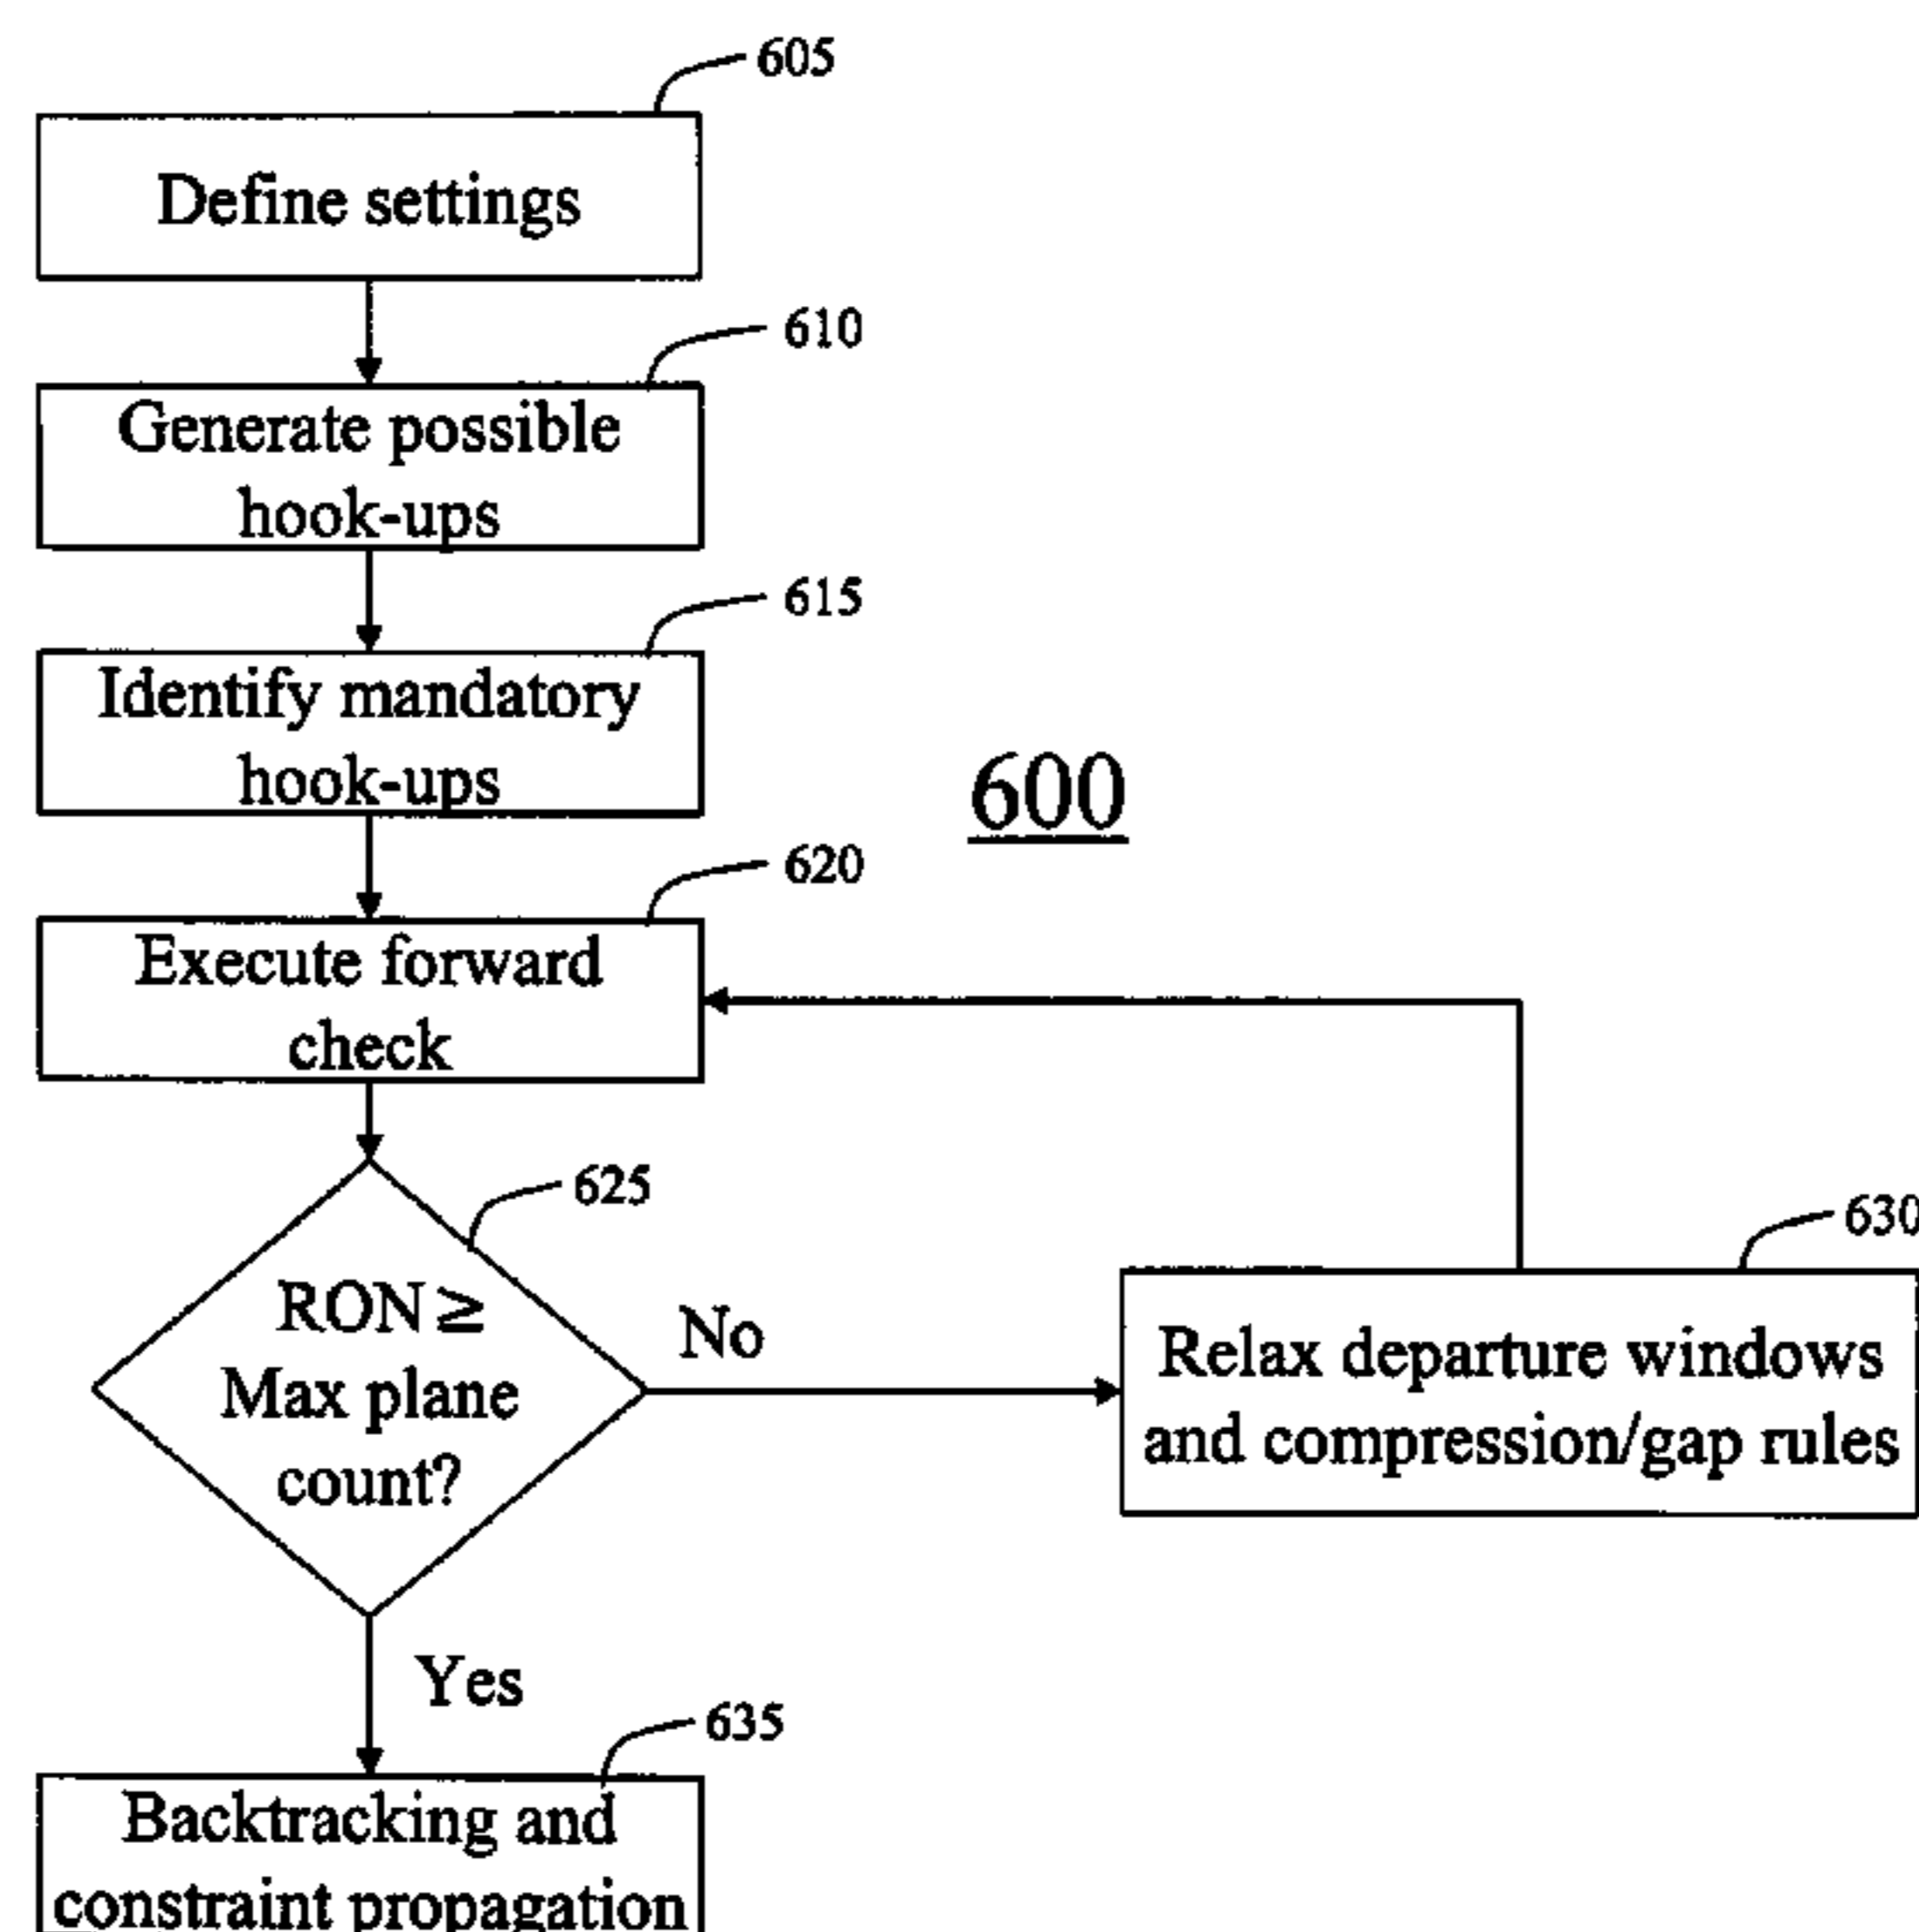 605
Define settings
610
Generate possible
hook-ups
615
Identify mandatory
hook-ups
600
620
Execute forward
check
625
RON ≥
Max plane
count?
No
630
Relax departure windows
and compression/gap rules
Yes
635
Backtracking and
constraint propagation